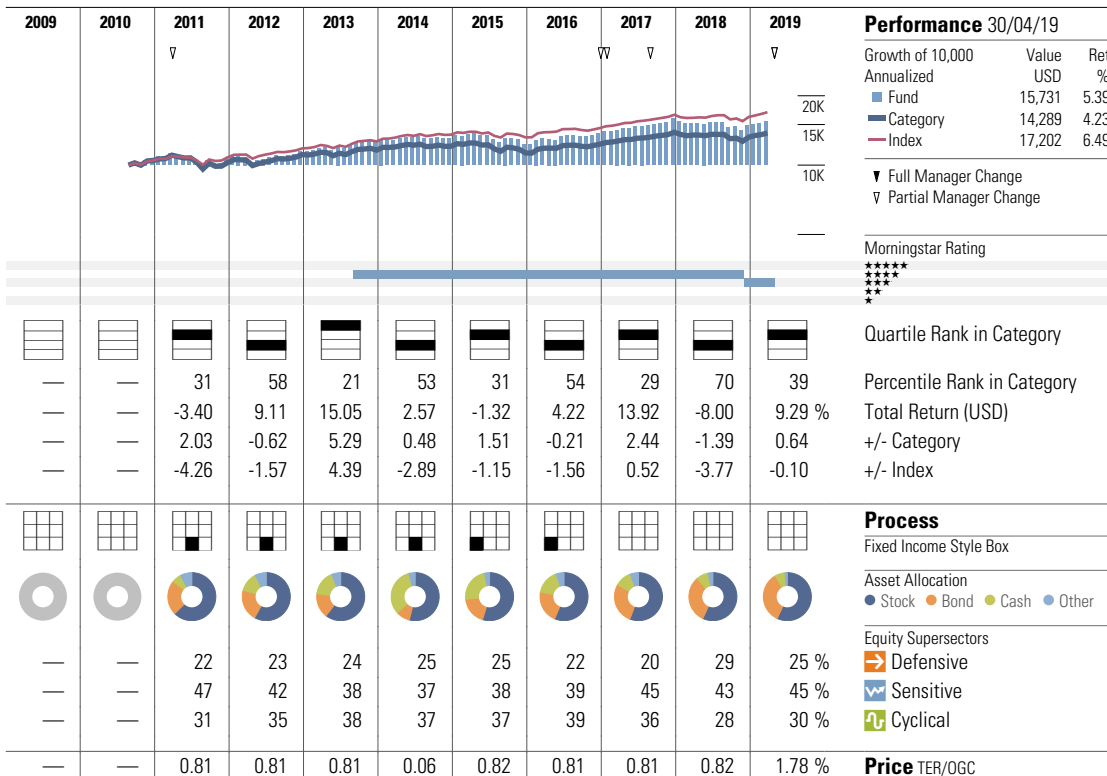 2009 2010 2011 2012 2013 2014 2015 2016 2017 2018 2019 Performance 30/04/19
Growth of 10,000 Value Ret
Annualized USD %
Fund 15,731 5.39
Category 14,289 4.23
Index 17,202 6.49
20K
15K
10K
Full Manager Change
Partial Manager Change
Morningstar Rating
★★★★★
★★★★
★★★
★★
★
Quartile Rank in Category
— — 31 58 21 53 31 54 29 70 39 Percentile Rank in Category
— — -3.40 9.11 15.05 2.57 -1.32 4.22 13.92 -8.00 9.29 % Total Return (USD)
— — 2.03 -0.62 5.29 0.48 1.51 -0.21 2.44 -1.39 0.64 +/- Category
— — -4.26 -1.57 4.39 -2.89 -1.15 -1.56 0.52 -3.77 -0.10 +/- Index
Process
Fixed Income Style Box
Asset Allocation
Stock Bond Cash Other
Equity Supersectors
— — 22 23 24 25 25 22 20 29 25 % Defensive
— — 47 42 38 37 38 39 45 43 45 % Sensitive
— — 31 35 38 37 37 39 36 28 30 % Cyclical
— — 0.81 0.81 0.81 0.06 0.82 0.81 0.81 0.82 1.78 % Price TER/OGC